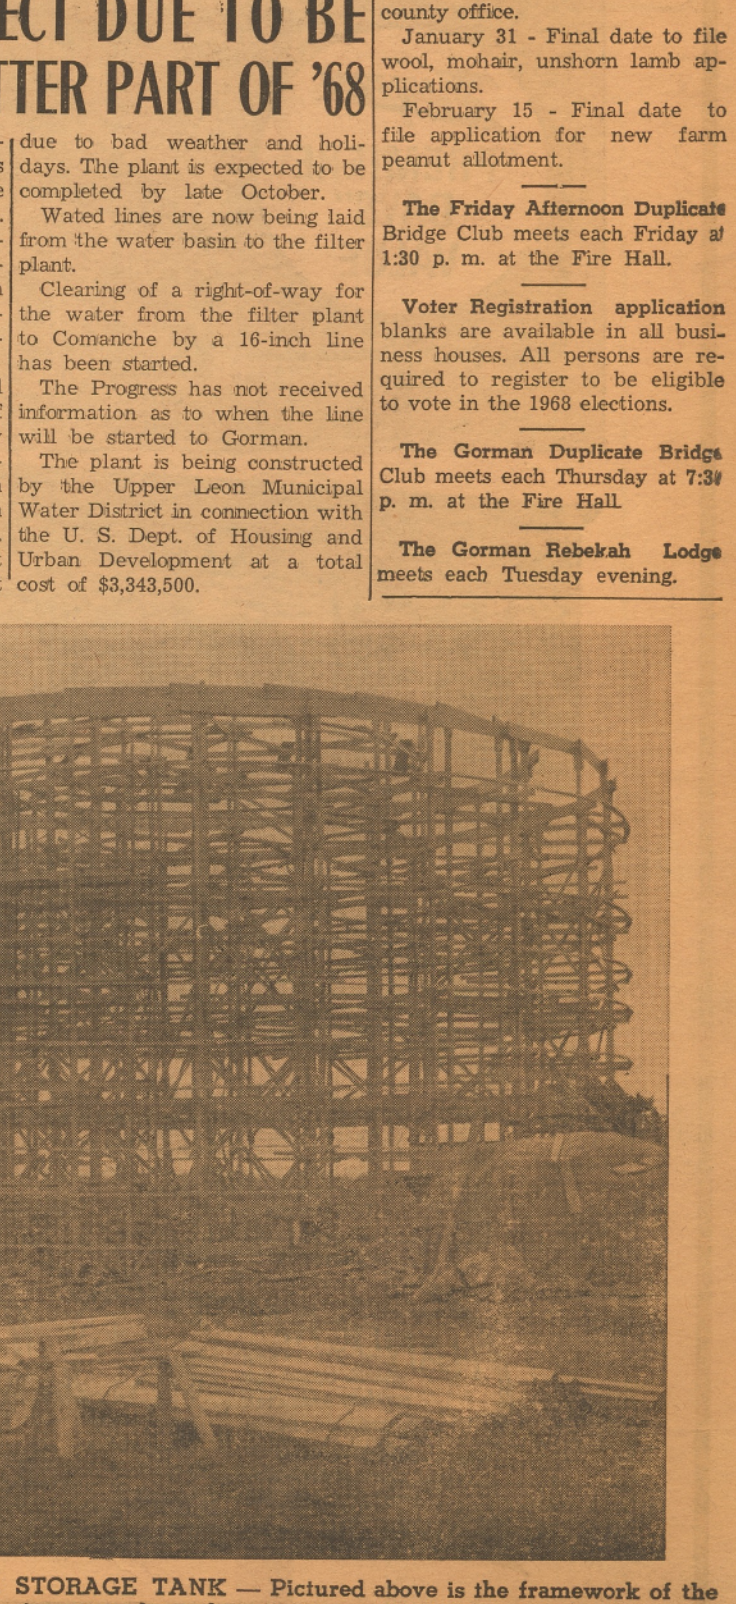 ECT DUE TO BE
TTER PART OF '68
due to bad weather and holi-
days. The plant is expected to be
completed by late October.
Wated lines are now being laid
from the water basin to the filter
plant.
Clearing of a right-of-way for
the water from the filter plant
to Comanche by a 16-inch line
has been started.
The Progress has not received
information as to when the line
will be started to Gorman.
The plant is being constructed
by the Upper Leon Municipal
Water District in connection with
the U. S. Dept. of Housing and
Urban Development at a total
cost of $3,343,500.
county office.
January 31 - Final date to file
wool, mohair, unshorn lamb ap-
plications.
February 15 - Final date to
file application for new farm
peanut allotment.
The Friday Afternoon Duplicate
Bridge Club meets each Friday at
1:30 p. m. at the Fire Hall.
Voter Registration application
blanks are available in all busi-
ness houses. All persons are re-
quired to register to be eligible
to vote in the 1968 elections.
The Gorman Duplicate Bridge
Club meets each Thursday at 7:30
p. m. at the Fire Hall
The Gorman Rebekah Lodge
meets each Tuesday evening.
STORAGE TANK — Pictured above is the framework of the